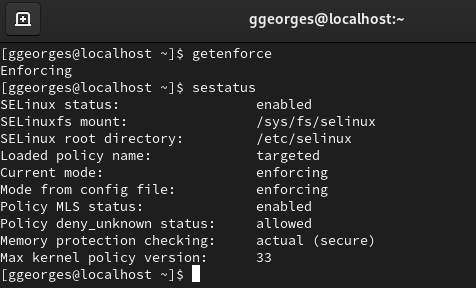 ggeorges@localhost:~
[ggeorges@localhost ~]$ getenforce
Enforcing
[ggeorges@localhost ~]$ sestatus
SELinux status:                 enabled
SELinuxfs mount:                /sys/fs/selinux
SELinux root directory:         /etc/selinux
Loaded policy name:             targeted
Current mode:                   enforcing
Mode from config file:          enforcing
Policy MLS status:              enabled
Policy deny_unknown status:     allowed
Memory protection checking:     actual (secure)
Max kernel policy version:      33
[ggeorges@localhost ~]$